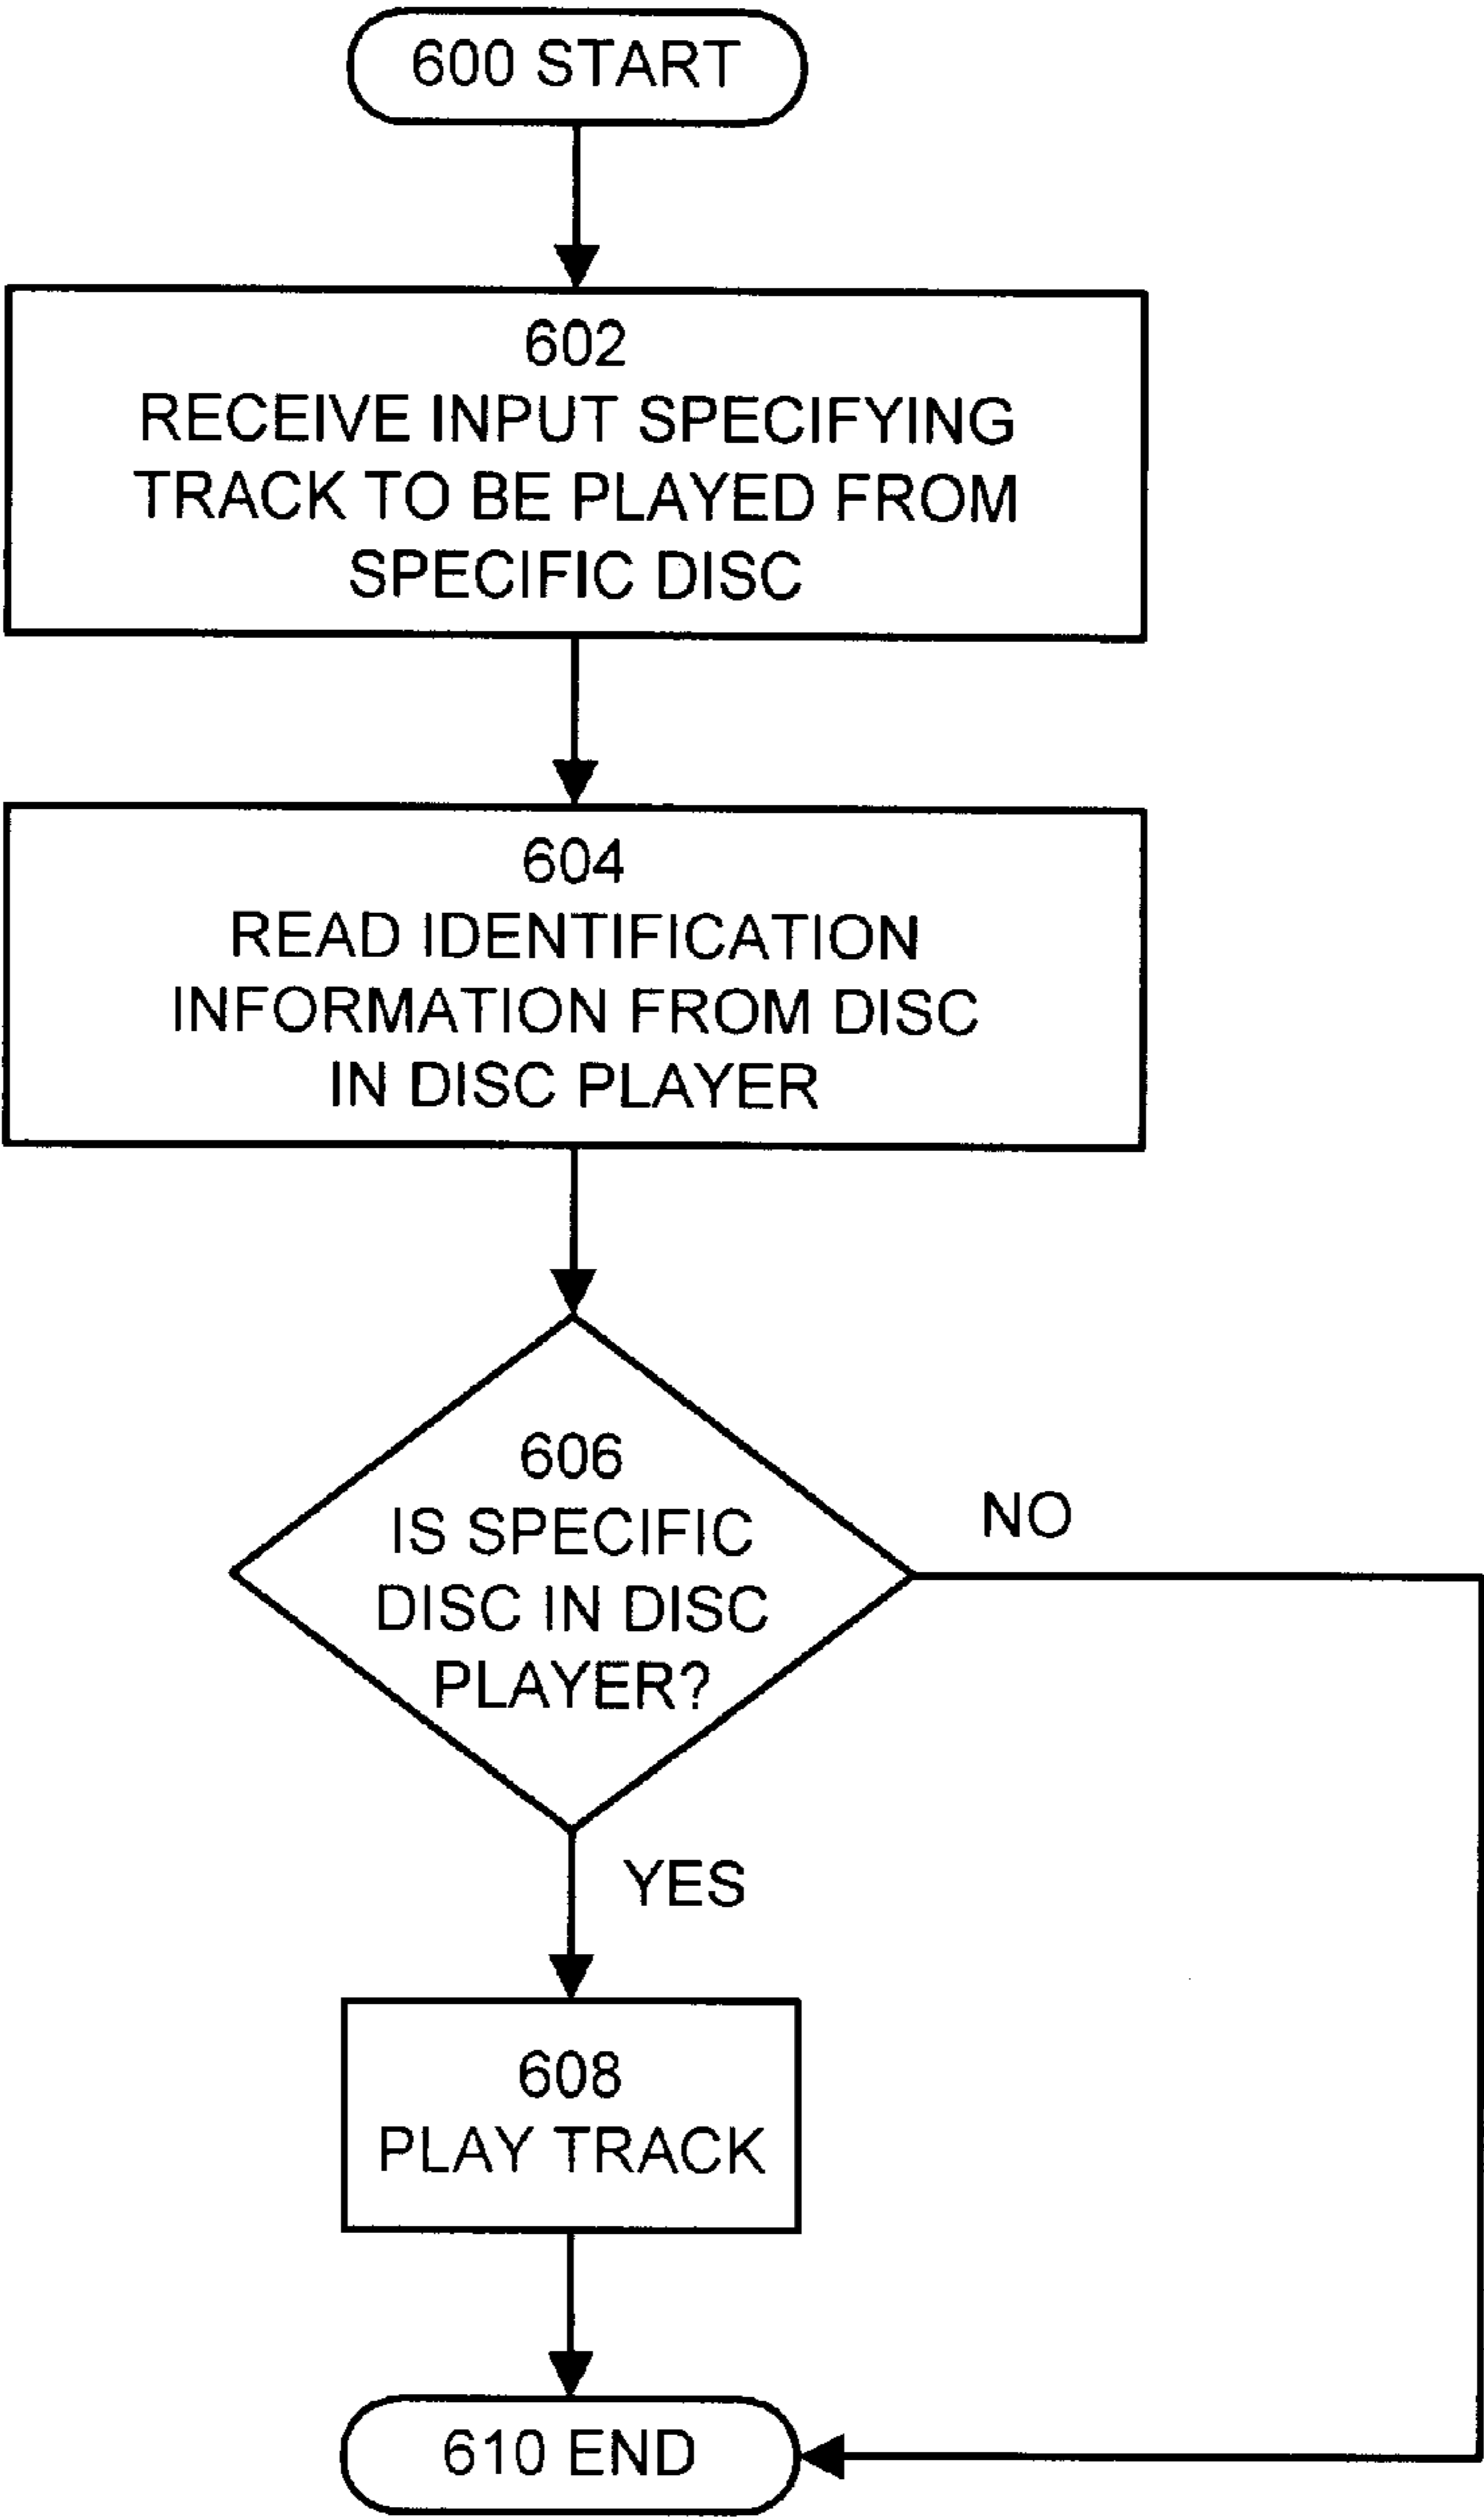 600 START
602
RECEIVE INPUT SPECIFYING
TRACK TO BE PLAYED FROM
SPECIFIC DISC
604
READ IDENTIFICATION
INFORMATION FROM DISC
IN DISC PLAYER
606
IS SPECIFIC
DISC IN DISC
PLAYER?
NO
YES
608
PLAY TRACK
610 END